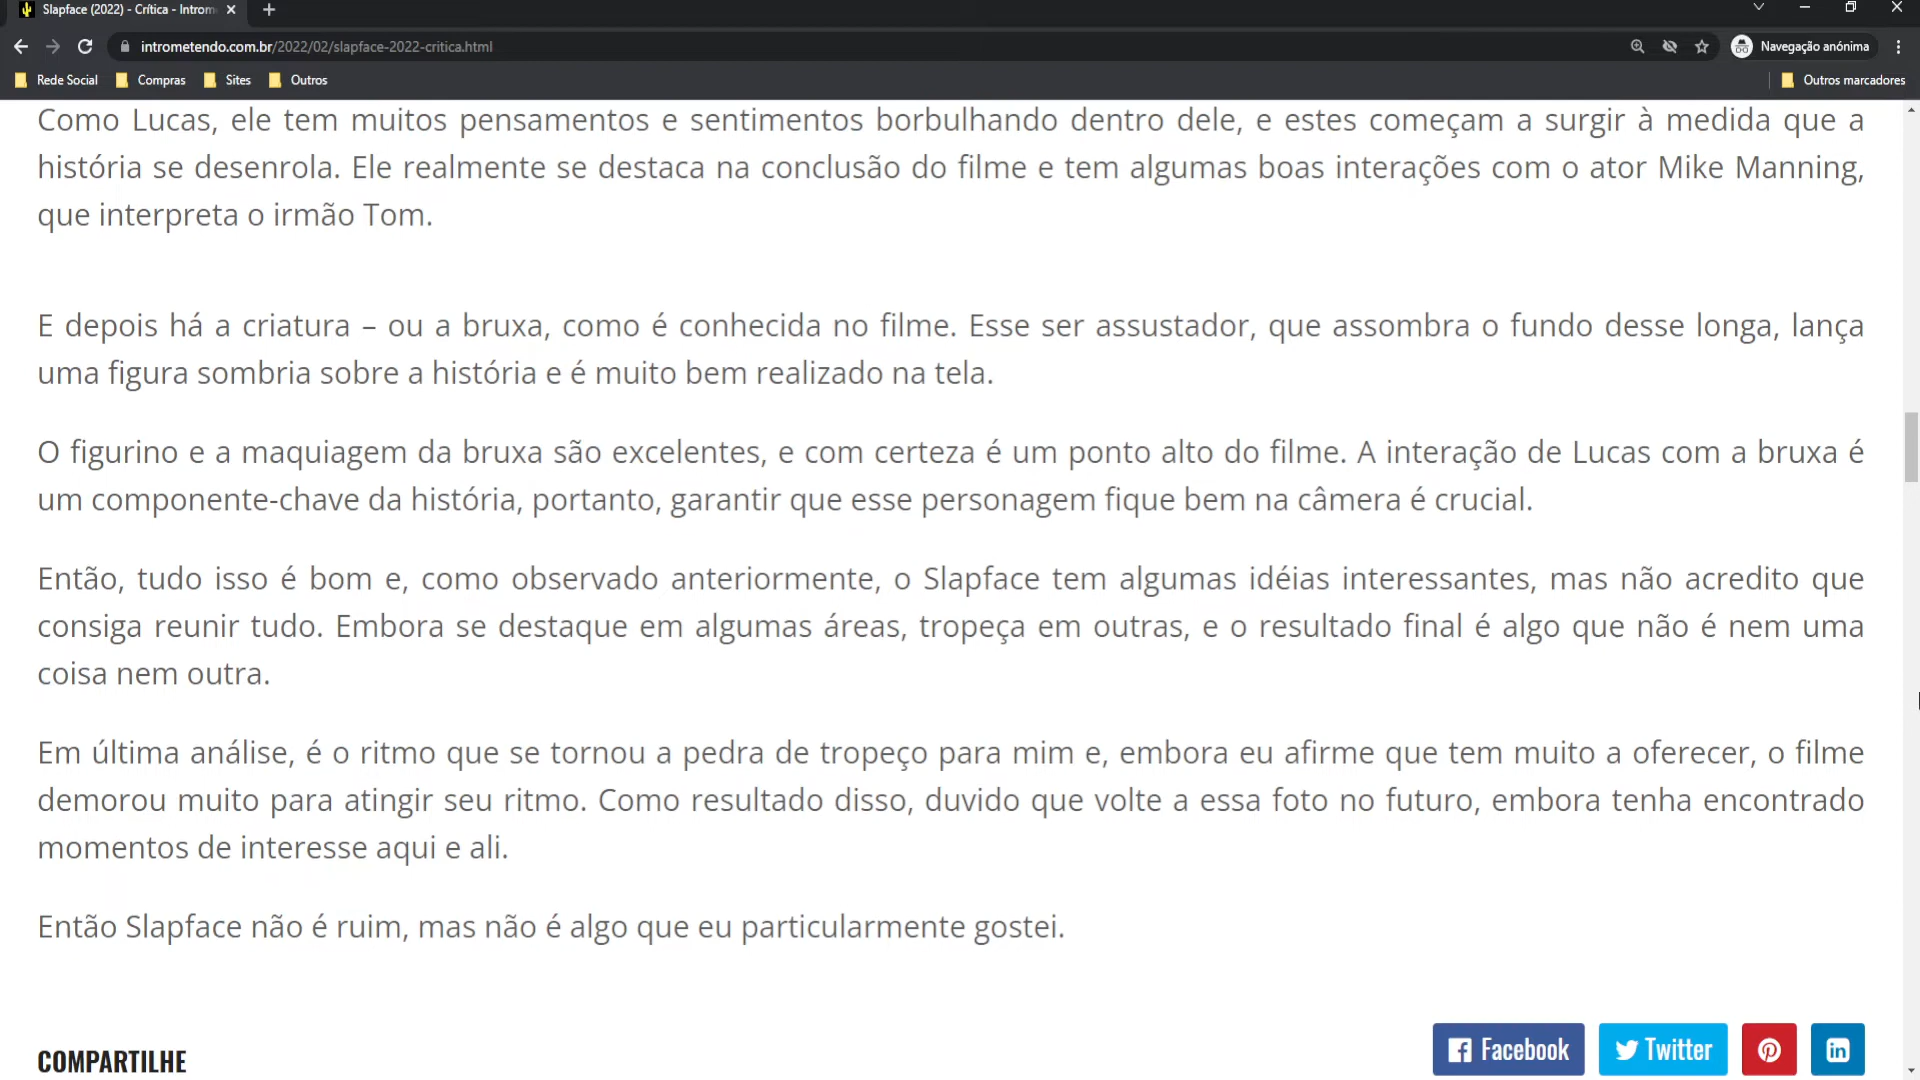 Slapface (2022) - Crítica - Introm
intrometendo.com.br/2022/02/slapface-2022-critica.html
Navegação anónima
Rede Social
Compras
Sites
Outros
Outros marcadores
Como Lucas, ele tem muitos pensamentos e sentimentos borbulhando dentro dele, e estes começam a surgir à medida que a
história se desenrola. Ele realmente se destaca na conclusão do filme e tem algumas boas interações com o ator Mike Manning,
que interpreta o irmão Tom.
E depois há a criatura – ou a bruxa, como é conhecida no filme. Esse ser assustador, que assombra o fundo desse longa, lança
uma figura sombria sobre a história e é muito bem realizado na tela.
O figurino e a maquiagem da bruxa são excelentes, e com certeza é um ponto alto do filme. A interação de Lucas com a bruxa é
um componente-chave da história, portanto, garantir que esse personagem fique bem na câmera é crucial.
Então, tudo isso é bom e, como observado anteriormente, o Slapface tem algumas idéias interessantes, mas não acredito que
consiga reunir tudo. Embora se destaque em algumas áreas, tropeça em outras, e o resultado final é algo que não é nem uma
coisa nem outra.
Em última análise, é o ritmo que se tornou a pedra de tropeço para mim e, embora eu afirme que tem muito a oferecer, o filme
demorou muito para atingir seu ritmo. Como resultado disso, duvido que volte a essa foto no futuro, embora tenha encontrado
momentos de interesse aqui e ali.
Então Slapface não é ruim, mas não é algo que eu particularmente gostei.
COMPARTILHE
Facebook
Twitter